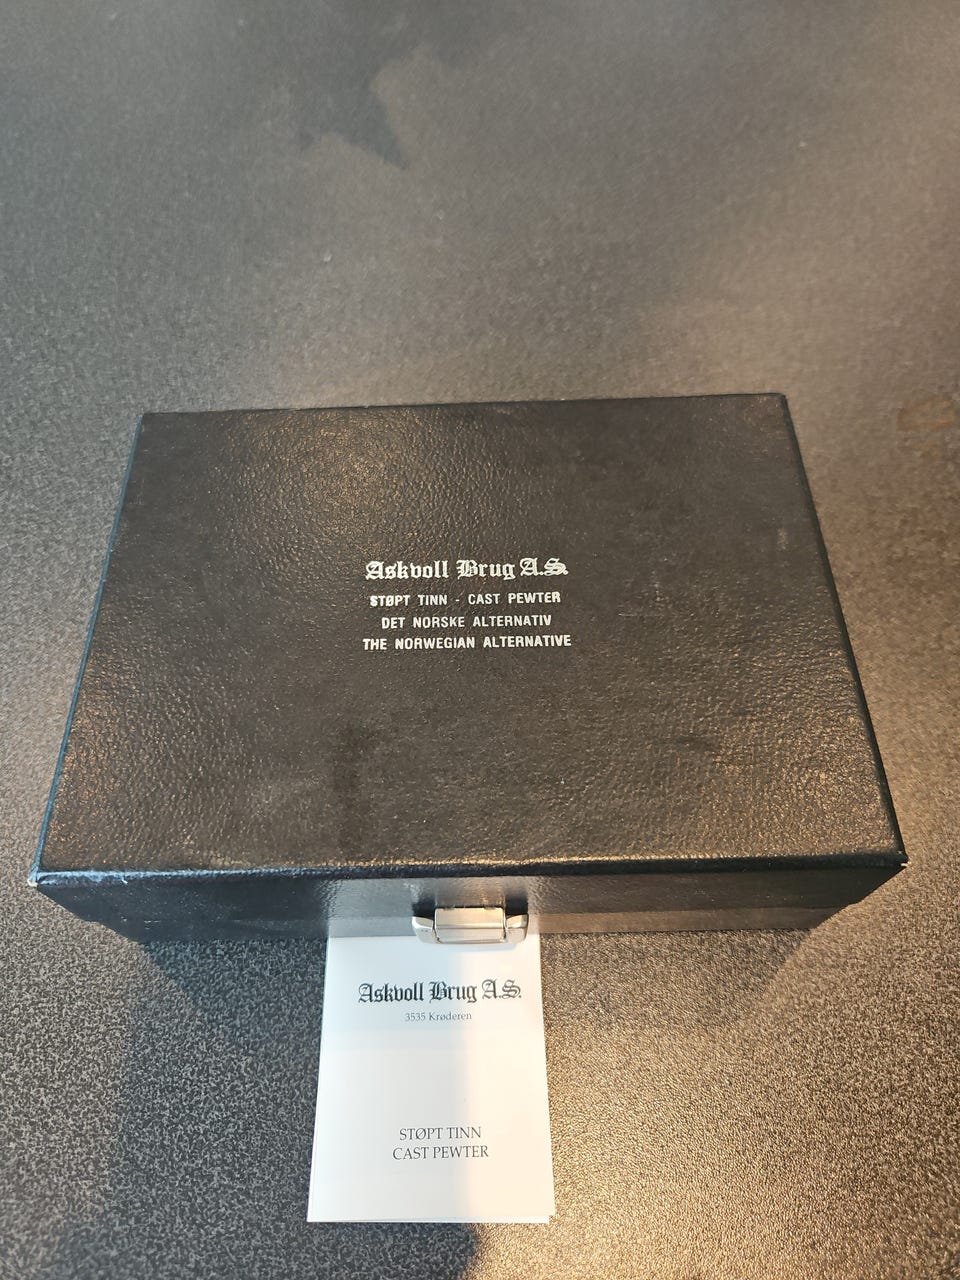 Askvoll Brug A.S.
STØPT TINN - CAST PEWTER
DET NORSKE ALTERNATIV
THE NORWEGIAN ALTERNATIVE
Askvoll Brug A.S.
3535 Krøderen
STØPT TINN
CAST PEWTER